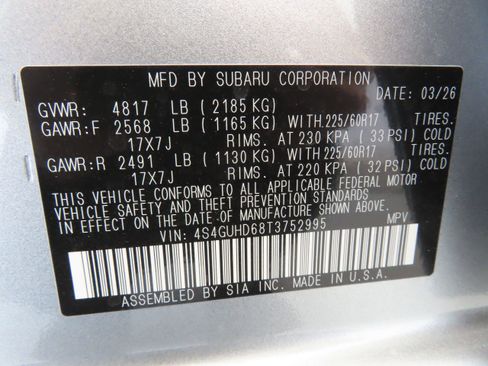 MFD BY SUBARU CORPORATION
DATE: 03/26
GVWR: 4817 LB (2185 KG)
GAWR:F 2568 LB (1165 KG) WITH 225/60R17 TIRES.
17X7J RIMS. AT 230 KPA (33 PSI) COLD
GAWR:R 2491 LB (1130 KG) WITH 225/60R17 TIRES.
17X7J RIMS. AT 220 KPA (32 PSI) COLD
THIS VEHICLE CONFORMS TO ALL APPLICABLE FEDERAL MOTOR
VEHICLE SAFETY AND THEFT PREVENTION STANDARDS
IN EFFECT ON THE DATE OF MANUFACTURE SHOWN ABOVE.
VIN: 4S4GUHD68T3752995 MPV
ASSEMBLED BY SIA INC. MADE IN U.S.A.